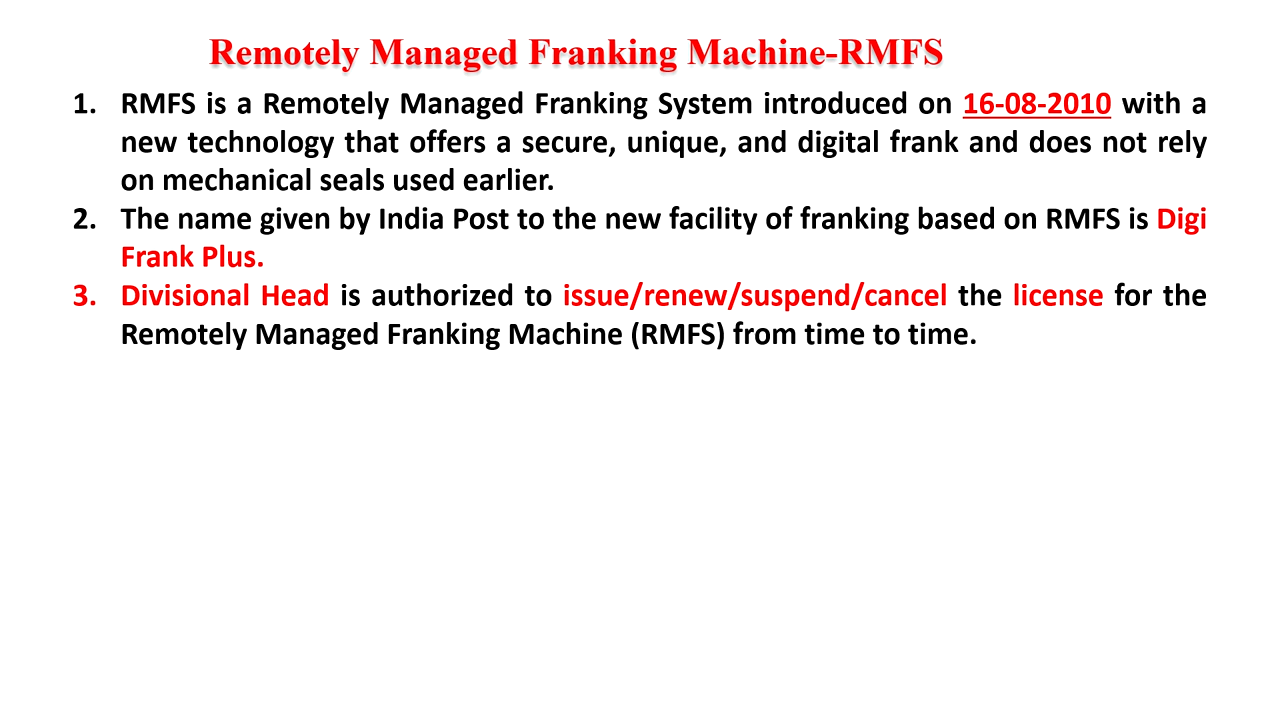 Remotely Managed Franking Machine-RMFS
1. RMFS is a Remotely Managed Franking System introduced on 16-08-2010 with a
new technology that offers a secure, unique, and digital frank and does not rely
on mechanical seals used earlier.
2. The name given by India Post to the new facility of franking based on RMFS is Digi
Frank Plus.
3. Divisional Head is authorized to issue/renew/suspend/cancel the license for the
Remotely Managed Franking Machine (RMFS) from time to time.